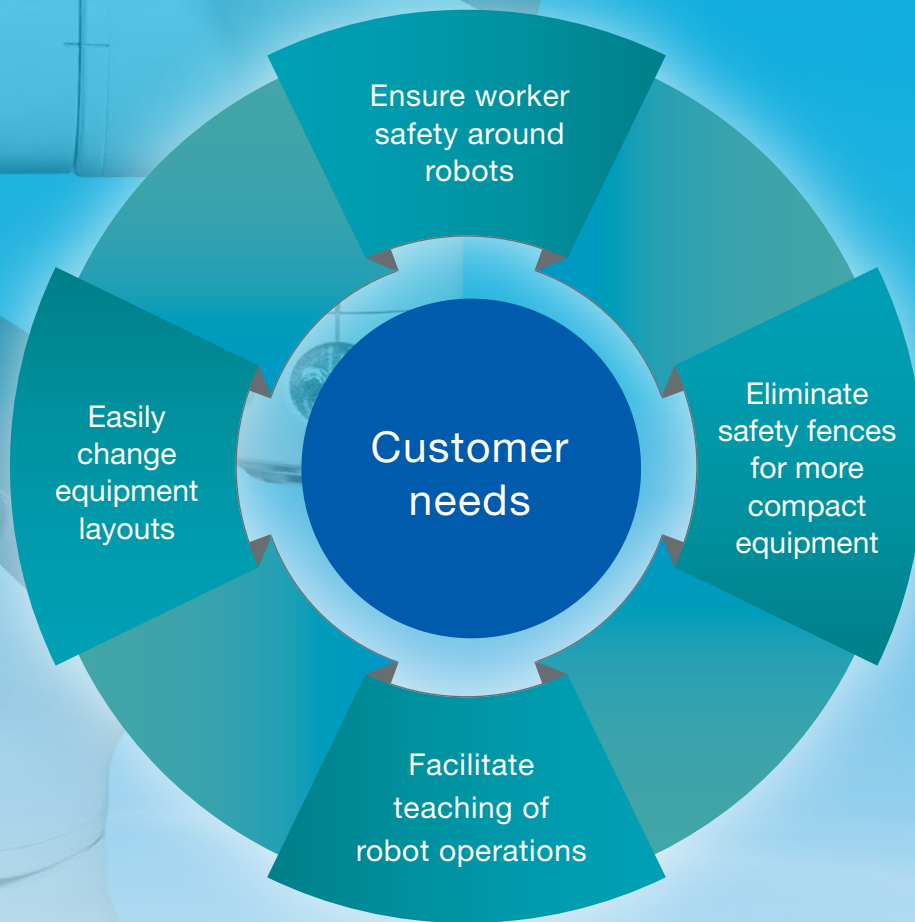 Ensure worker
safety around
robots
Eliminate
safety fences
for more
compact
equipment
Easily
change
equipment
layouts
Customer
needs
Facilitate
teaching of
robot operations